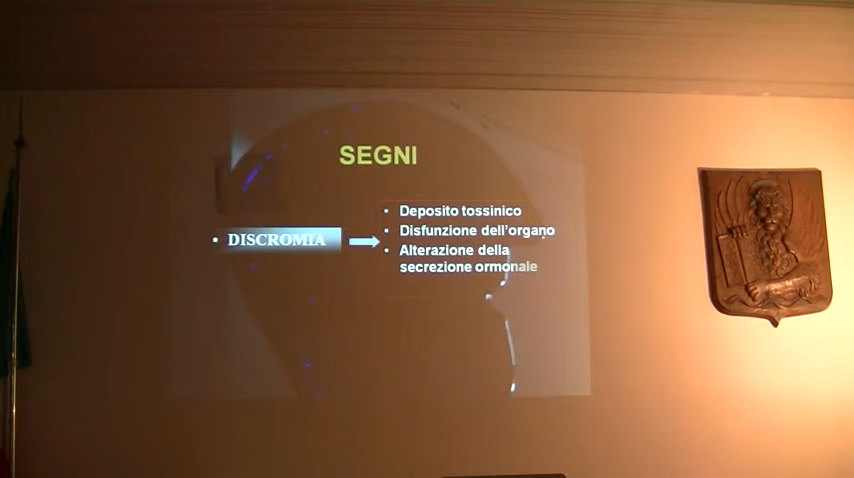 SEGNI
• DISCROMIA
• Deposito tossinico
• Disfunzione dell'organo
• Alterazione della
secrezione ormonale